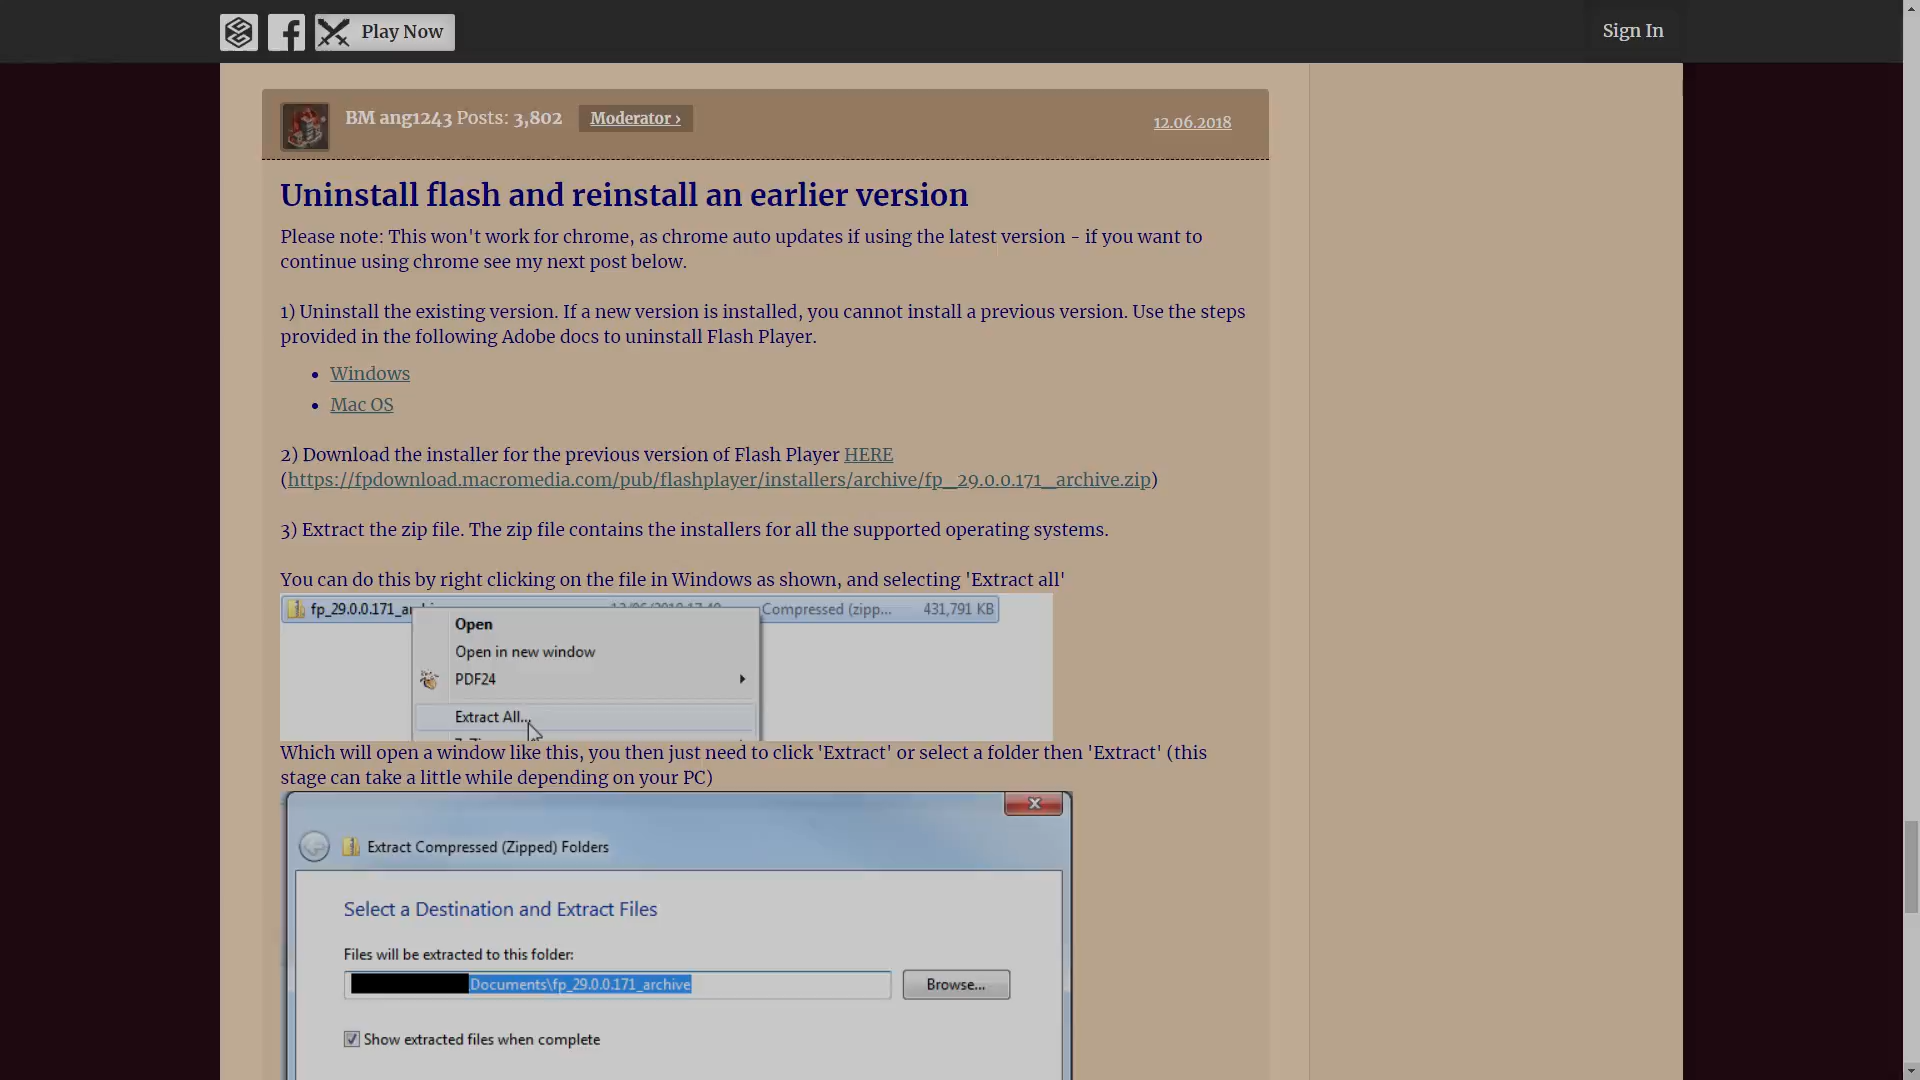 Play Now
Sign In
BM ang1243 Posts: 3,802
Moderator ›
12.06.2018
Uninstall flash and reinstall an earlier version
Please note: This won't work for chrome, as chrome auto updates if using the latest version - if you want to
continue using chrome see my next post below.
1) Uninstall the existing version. If a new version is installed, you cannot install a previous version. Use the steps
provided in the following Adobe docs to uninstall Flash Player.
• Windows
• Mac OS
2) Download the installer for the previous version of Flash Player HERE
(https://fpdownload.macromedia.com/pub/flashplayer/installers/archive/fp_29.0.0.171_archive.zip)
3) Extract the zip file. The zip file contains the installers for all the supported operating systems.
You can do this by right clicking on the file in Windows as shown, and selecting 'Extract all'
Compressed (zipp... 431,791 KB
Open
Open in new window
PDF24
Extract All...
Which will open a window like this, you then just need to click 'Extract' or select a folder then 'Extract' (this
stage can take a little while depending on your PC)
Extract Compressed (Zipped) Folders
Select a Destination and Extract Files
Files will be extracted to this folder:
Documents\fp_29.0.0.171_archive
Browse...
Show extracted files when complete